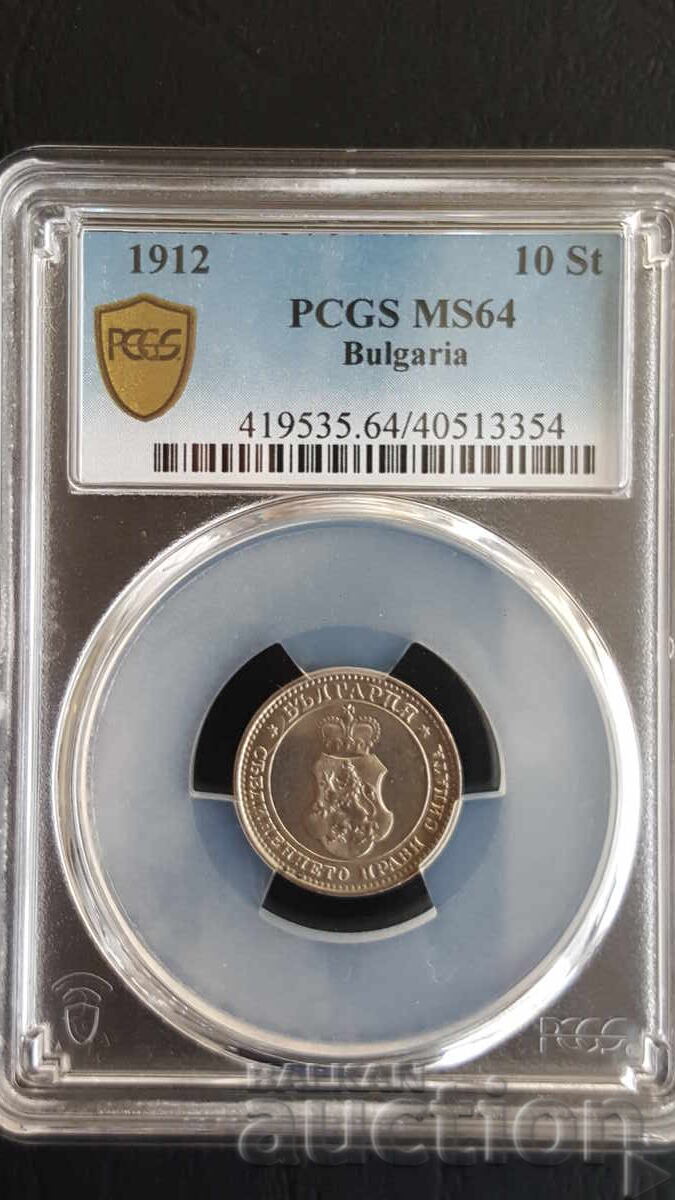 1912 10 St
PCGS PCGS MS64
Bulgaria
419535.64/40513354
* БЪЛГАРИЯ *
СЪЕДИНЕНИЕТО ПРАВИ СИЛАТА
PCGS
BALKAN
auction